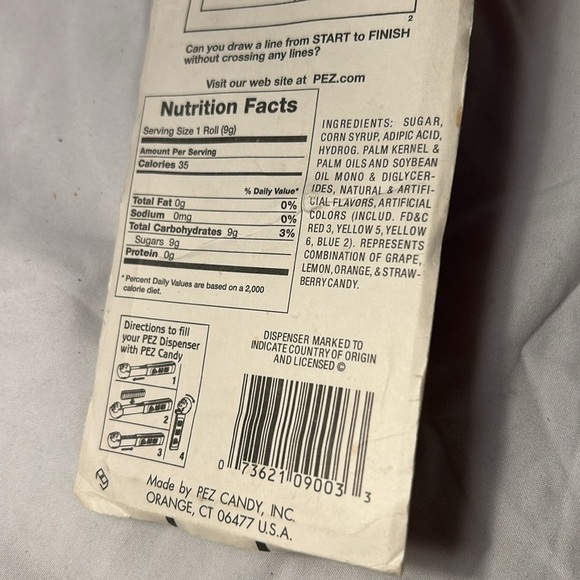 2
Can you draw a line from START to FINISH
without crossing any lines?
Visit our web site at PEZ.com
Nutrition Facts
Serving Size 1 Roll (9g)
Amount Per Serving
Calories 35
% Daily Value*
Total Fat 0g 0%
Sodium 0mg 0%
Total Carbohydrates 9g 3%
Sugars 9g
Protein 0g
*Percent Daily Values are based on a 2,000
calorie diet.
INGREDIENTS: SUGAR,
CORN SYRUP, ADIPIC ACID,
HYDROG. PALM KERNEL &
PALM OILS AND SOYBEAN
OIL MONO & DIGLYCER-
IDES, NATURAL & ARTIFI-
CIAL FLAVORS, ARTIFICIAL
COLORS (INCLUD. FD&C
RED 3, YELLOW 5, YELLOW
6, BLUE 2). REPRESENTS
COMBINATION OF GRAPE,
LEMON, ORANGE, & STRAW-
BERRY CANDY.
Directions to fill
your PEZ Dispenser
with PEZ Candy
1
2
3
4
DISPENSER MARKED TO
INDICATE COUNTRY OF ORIGIN
AND LICENSED ©
0 73621 09003 3
Made by PEZ CANDY, INC.
ORANGE, CT 06477 U.S.A.